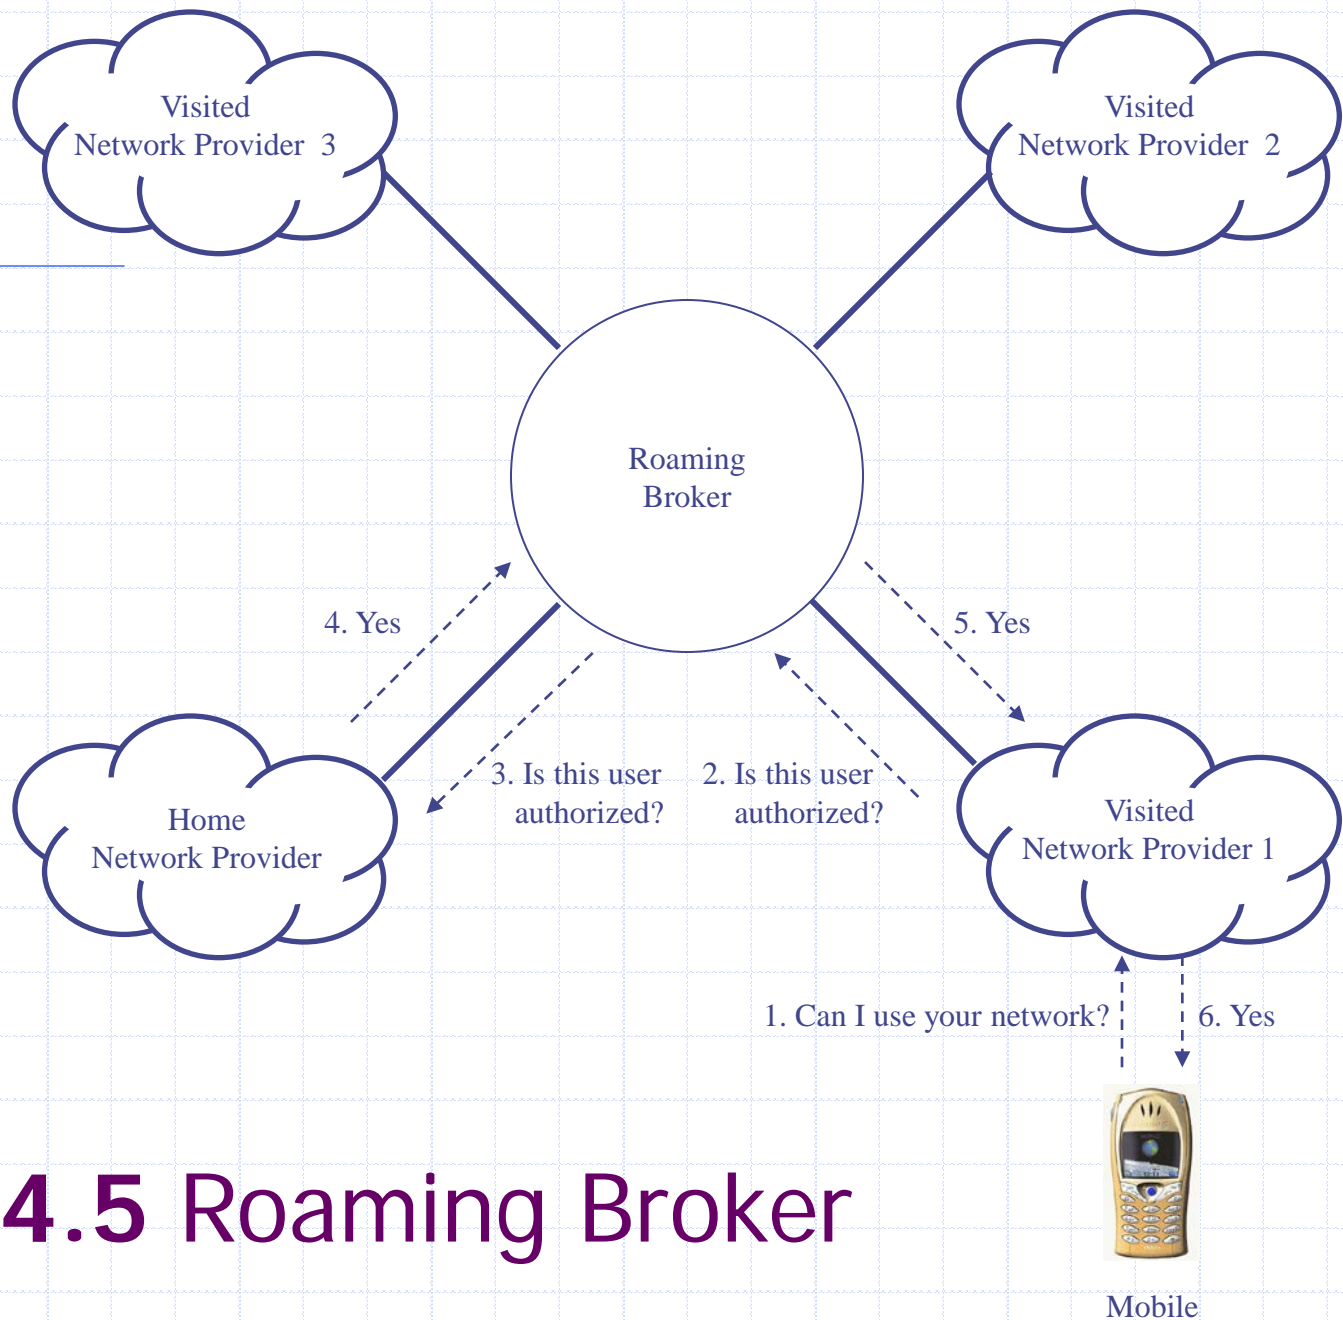 Visited
Network Provider 3
Visited
Network Provider 2
Roaming
Broker
4. Yes
5. Yes
3. Is this user
authorized?
2. Is this user
authorized?
Home
Network Provider
Visited
Network Provider 1
1. Can I use your network?
6. Yes
4.5 Roaming Broker
Mobile